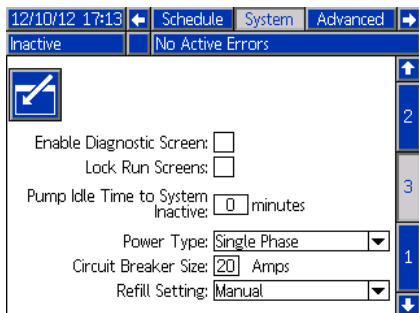 12/10/12 17:13 Schedule System Advanced
Inactive No Active Errors
2
Enable Diagnostic Screen:
Lock Run Screens:
3
Pump Idle Time to System
Inactive: 0 minutes
Power Type: Single Phase
1
Circuit Breaker Size: 20 Amps
Refill Setting: Manual